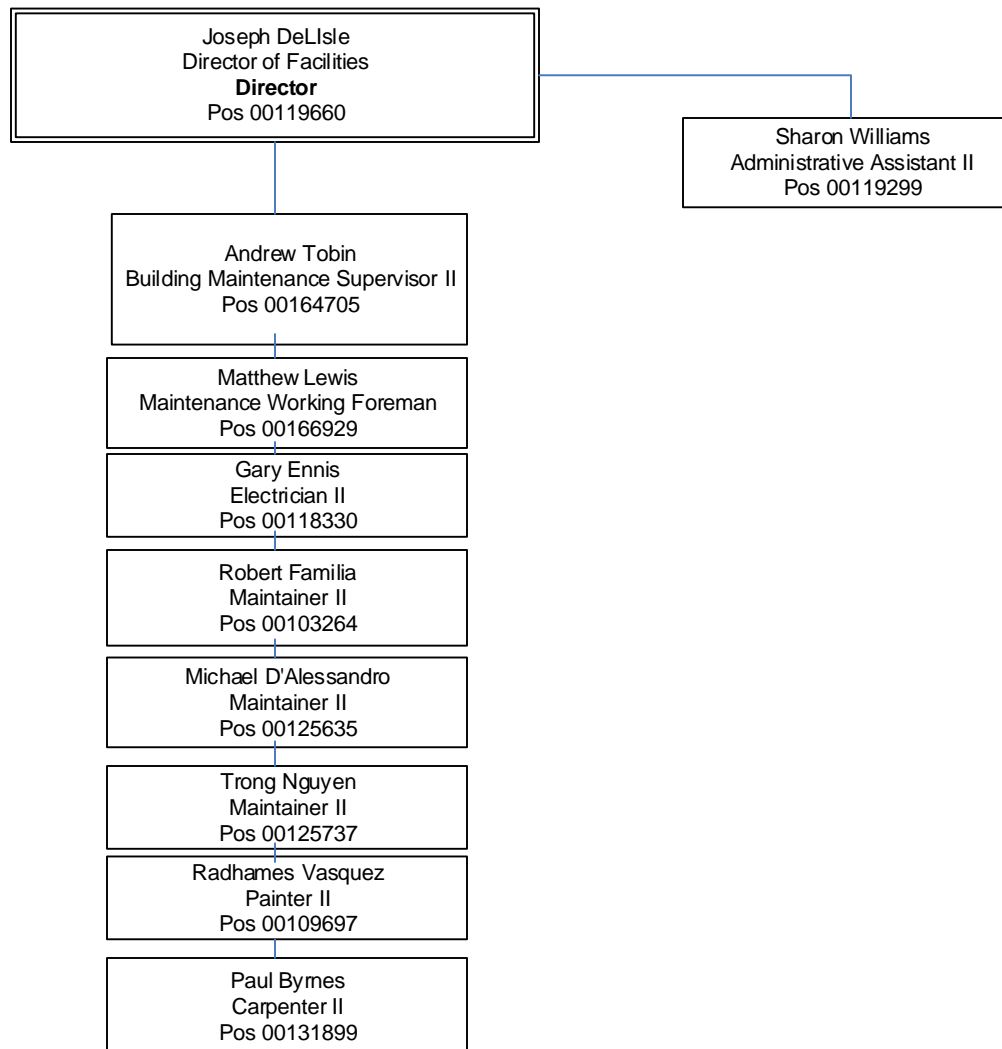 Joseph DeLIsle
Director of Facilities
Director
Pos 00119660
Sharon Williams
Administrative Assistant II
Pos 00119299
Andrew Tobin
Building Maintenance Supervisor II
Pos 00164705
Matthew Lewis
Maintenance Working Foreman
Pos 00166929
Gary Ennis
Electrician II
Pos 00118330
Robert Familia
Maintainer II
Pos 00103264
Michael D'Alessandro
Maintainer II
Pos 00125635
Trong Nguyen
Maintainer II
Pos 00125737
Radhames Vasquez
Painter II
Pos 00109697
Paul Byrnes
Carpenter II
Pos 00131899